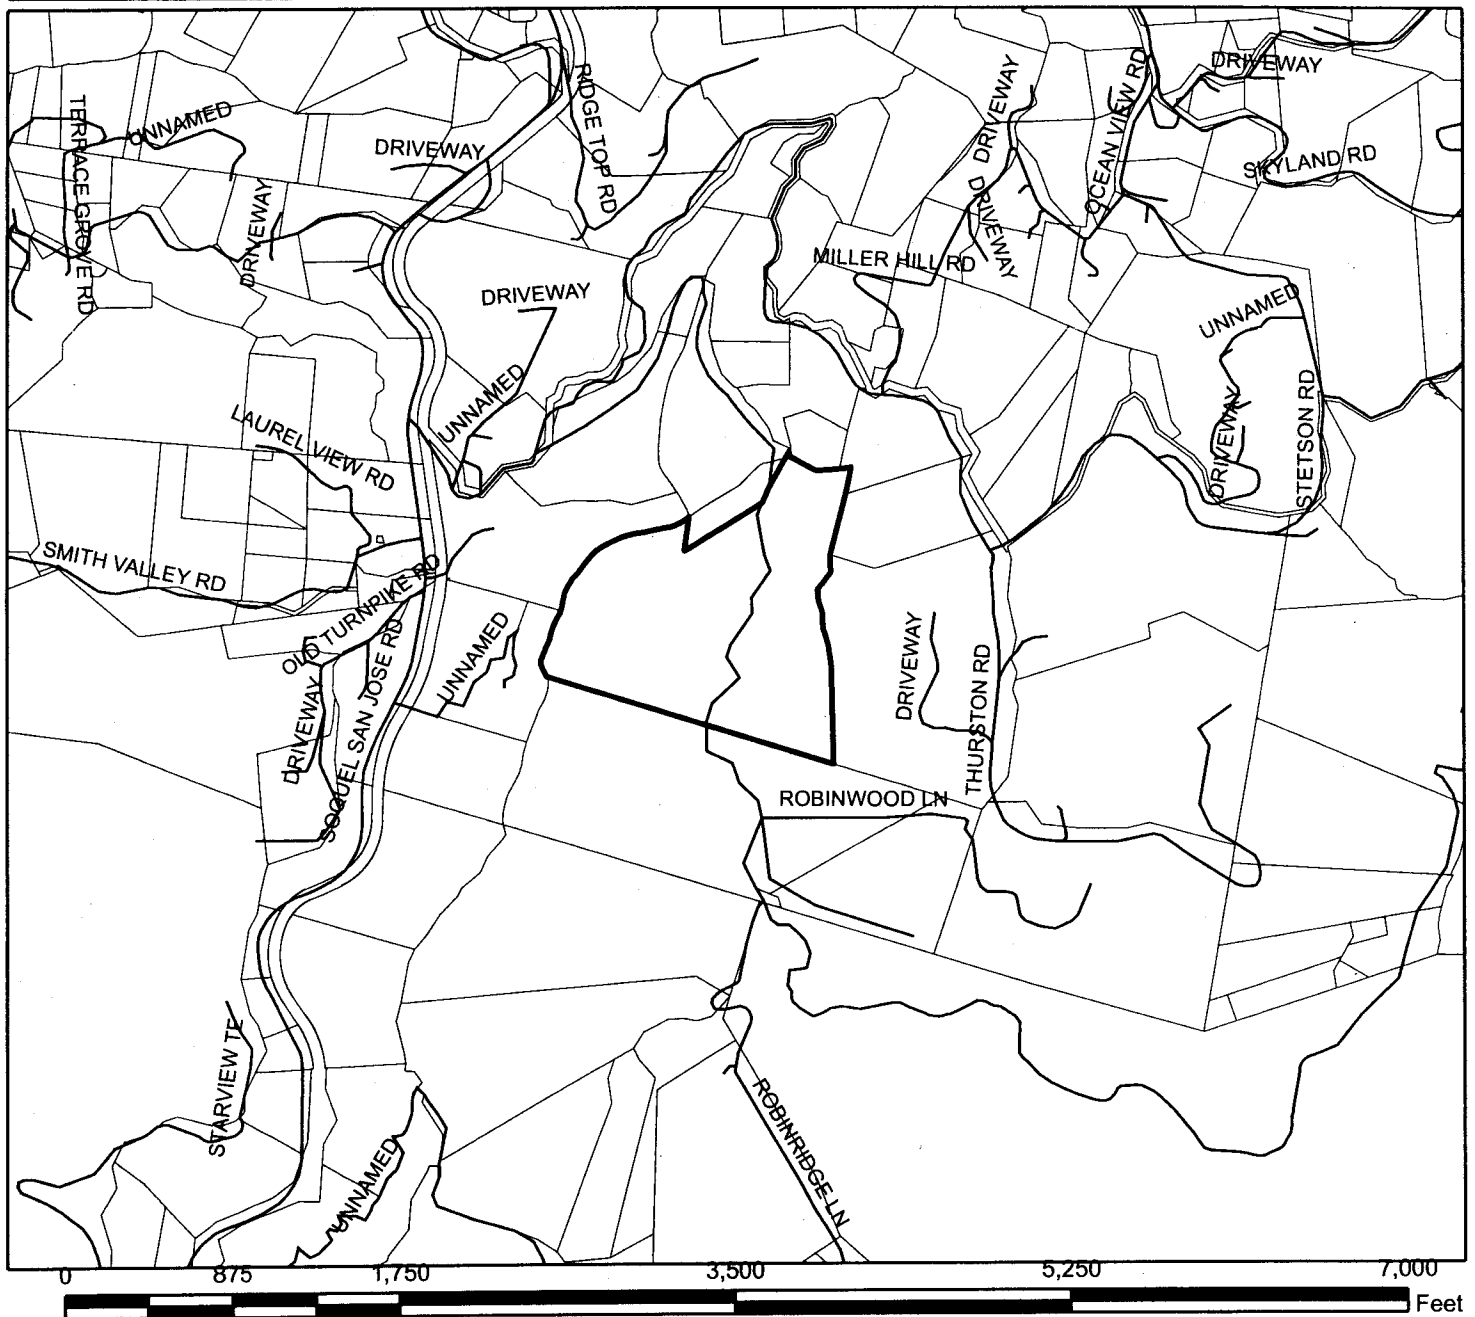 DRIVEWAY
RIDGE TOP RD
DRIVEWAY
OCEAN VIEW RD
TERRACE GROVE RD
UNNAMED
DRIVEWAY
SKYLAND RD
DRIVEWAY
DRIVEWAY
MILLER HILL RD
DRIVEWAY
UNNAMED
UNNAMED
LAUREL VIEW RD
DRIVEWAY
STETSON RD
SMITH VALLEY RD
OLD TURNPIKE RD
UNNAMED
DRIVEWAY
THURSTON RD
DRIVEWAY
SOQUEL SAN JOSE RD
ROBINWOOD LN
STARVIEW TE
ROBINRIDGE LN
UNNAMED
0 875 1,750 3,500 5,250 7,000
Feet